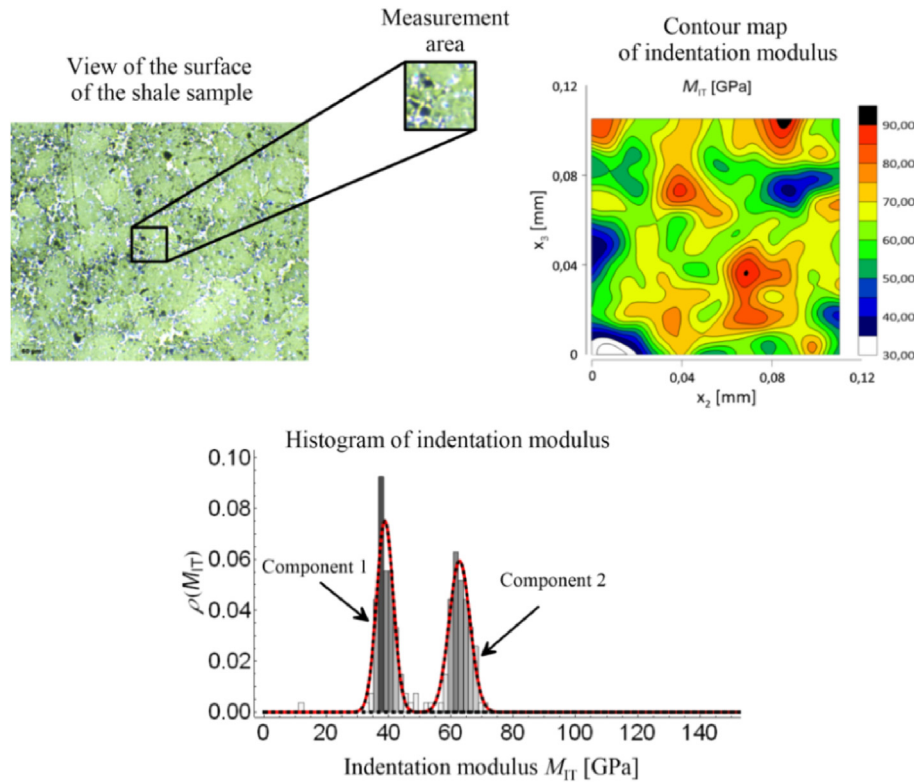 View of the surface
of the shale sample
Measurement
area
Contour map
of indentation modulus
M_IT [GPa]
0,12
0,08
0,04
0
x_3 [mm]
0
0,04
0,08
0,12
x_2 [mm]
90,00
80,00
70,00
60,00
50,00
40,00
30,00
Histogram of indentation modulus
0.10
0.08
0.06
0.04
0.02
0.00
ρ(M_IT)
Component 1
Component 2
0 20 40 60 80 100 120 140
Indentation modulus M_IT [GPa]